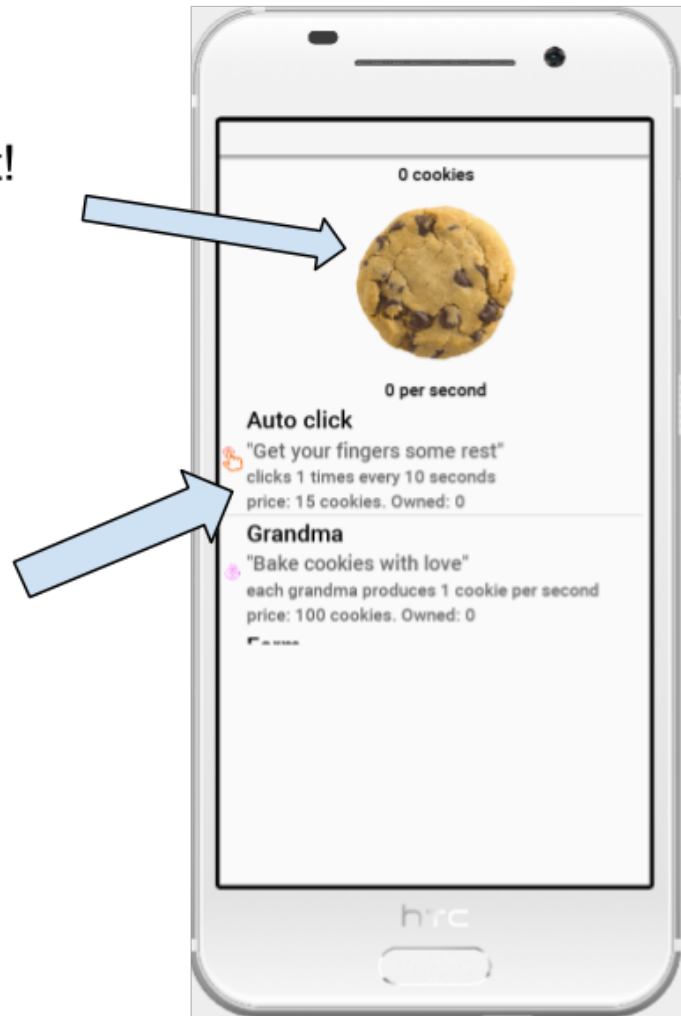 t!
0 cookies
0 per second
Auto click
"Get your fingers some rest"
clicks 1 times every 10 seconds
price: 15 cookies. Owned: 0
Grandma
"Bake cookies with love"
each grandma produces 1 cookie per second
price: 100 cookies. Owned: 0
htc